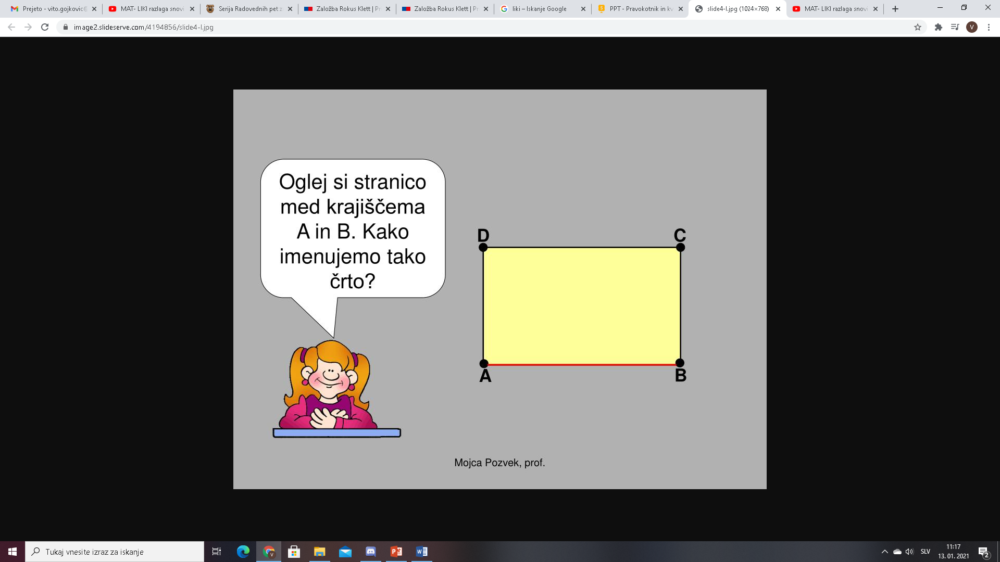 Prejeto - vito.gojkovic@
MAT- LIKI razlaga snovi
Serija Radovednih pet z
Založba Rokus Klett | Pr
Založba Rokus Klett | Pr
liki – Iskanje Google
PPT - Pravokotnik in kv
slide4-l.jpg (1024×768)
MAT- LIKI razlaga snovi
image2.slideserve.com/4194856/slide4-l.jpg
V
Oglej si stranico
med krajiščema
A in B. Kako
imenujemo tako
črto?
D
C
A
B
Mojca Pozvek, prof.
Tukaj vnesite izraz za iskanje
SLV
11:17
13. 01. 2021
2